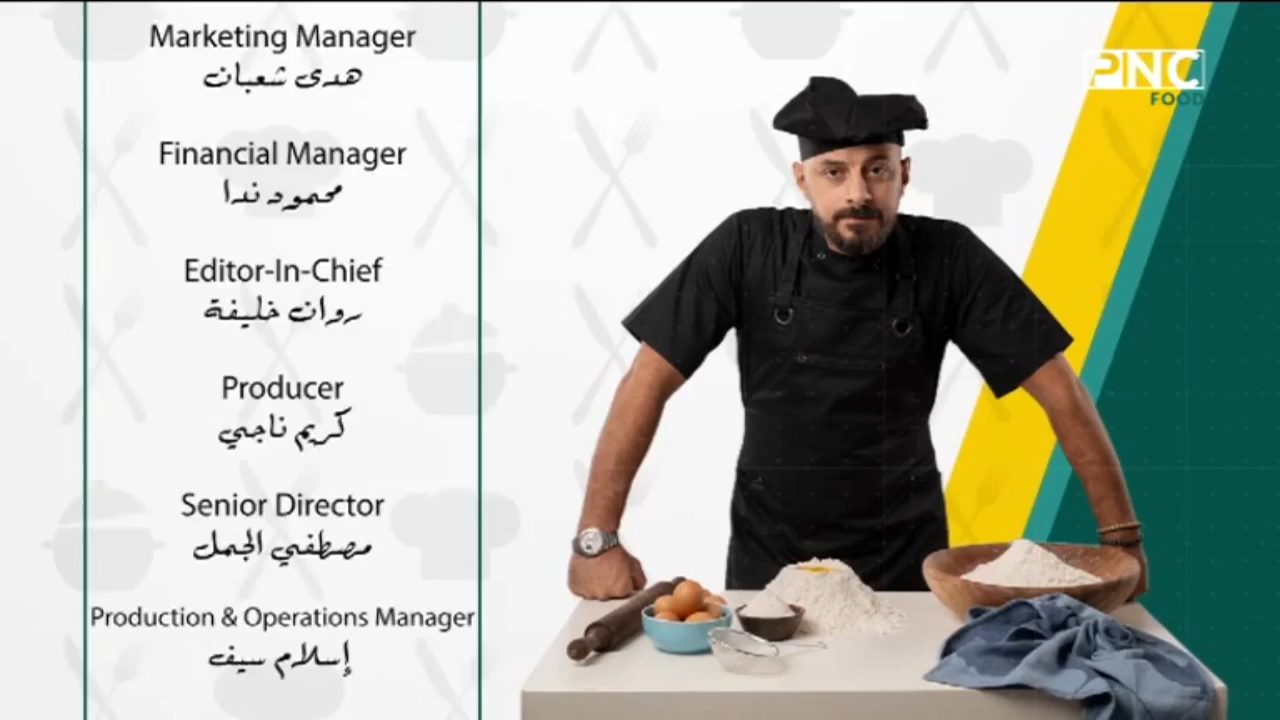 Marketing Manager
هدى شعبان
Financial Manager
محمود ندا
Editor-In-Chief
روان خليفة
Producer
كريم ناجي
Senior Director
مصطفي الجمل
Production & Operations Manager
إسلام سيف
PNC
FOOD